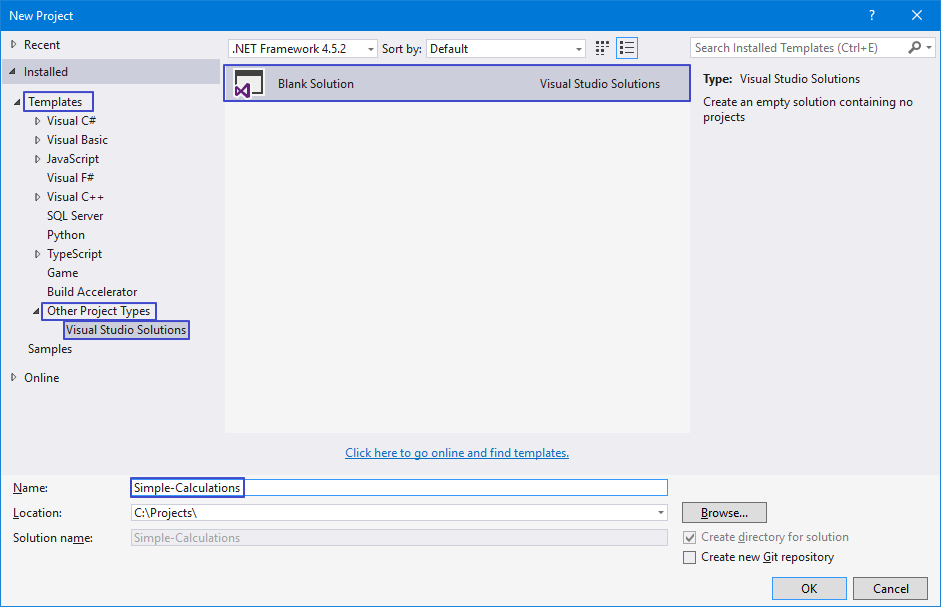 New Project
?
Recent
Installed
Templates
Visual C#
Visual Basic
JavaScript
Visual F#
Visual C++
SQL Server
Python
TypeScript
Game
Build Accelerator
Other Project Types
Visual Studio Solutions
Samples
Online
.NET Framework 4.5.2 Sort by: Default
Blank Solution Visual Studio Solutions
Click here to go online and find templates.
Search Installed Templates (Ctrl+E)
Type: Visual Studio Solutions
Create an empty solution containing no
projects
Name: Simple-Calculations
Location: C:\Projects\ Browse...
Solution name: Simple-Calculations Create directory for solution
Create new Git repository
OK Cancel